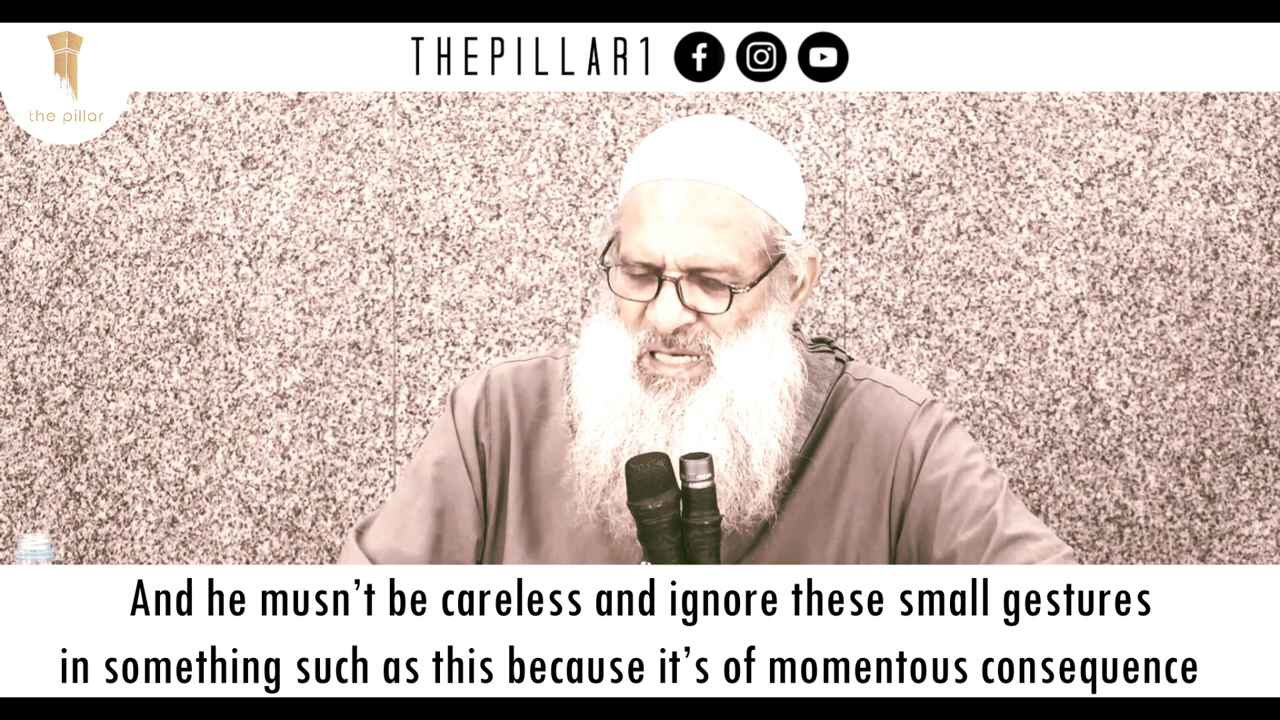 THEPILLAR1
the pillar
And he musn't be careless and ignore these small gestures
in something such as this because it's of momentous consequence